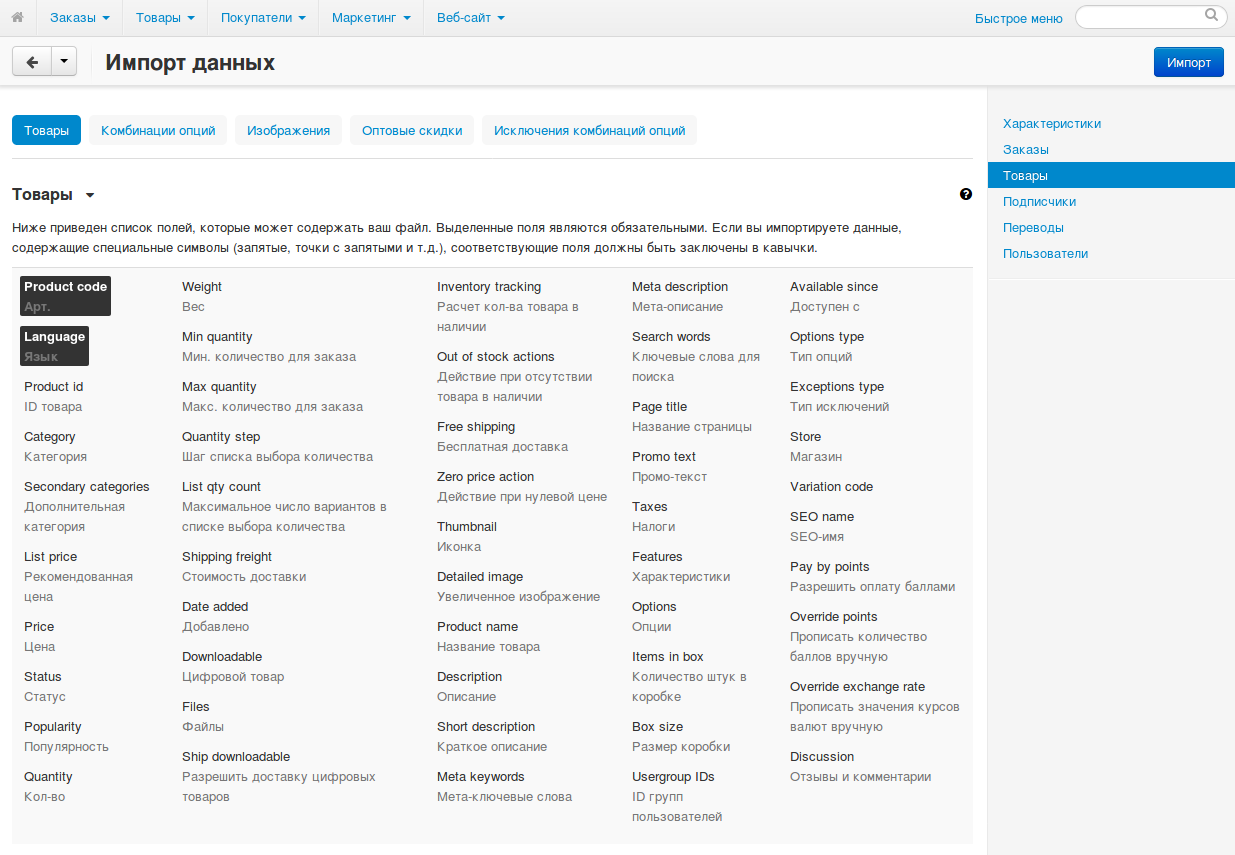 Заказы
Товары
Покупатели
Маркетинг
Веб-сайт
Быстрое меню
Импорт данных
Импорт
Товары
Комбинации опций
Изображения
Оптовые скидки
Исключения комбинаций опций
Товары
Ниже приведен список полей, которые может содержать ваш файл. Выделенные поля являются обязательными. Если вы импортируете данные,
содержащие специальные символы (запятые, точки с запятыми и т.д.), соответствующие поля должны быть заключены в кавычки.
Product code
Арт.
Language
Язык
Product id
ID товара
Category
Категория
Secondary categories
Дополнительная
категория
List price
Рекомендованная
цена
Price
Цена
Status
Статус
Popularity
Популярность
Quantity
Кол-во
Weight
Вес
Min quantity
Мин. количество для заказа
Max quantity
Макс. количество для заказа
Quantity step
Шаг списка выбора количества
List qty count
Максимальное число вариантов в
списке выбора количества
Shipping freight
Стоимость доставки
Date added
Добавлено
Downloadable
Цифровой товар
Files
Файлы
Ship downloadable
Разрешить доставку цифровых
товаров
Inventory tracking
Расчет кол-ва товара в
наличии
Out of stock actions
Действие при отсутствии
товара в наличии
Free shipping
Бесплатная доставка
Zero price action
Действие при нулевой цене
Thumbnail
Иконка
Detailed image
Увеличенное изображение
Product name
Название товара
Description
Описание
Short description
Краткое описание
Meta keywords
Мета-ключевые слова
Meta description
Мета-описание
Search words
Ключевые слова для
поиска
Page title
Название страницы
Promo text
Промо-текст
Taxes
Налоги
Features
Характеристики
Options
Опции
Items in box
Количество штук в
коробке
Box size
Размер коробки
Usergroup IDs
ID групп
пользователей
Available since
Доступен с
Options type
Тип опций
Exceptions type
Тип исключений
Store
Магазин
Variation code
SEO name
SEO-имя
Pay by points
Разрешить оплату баллами
Override points
Прописать количество
баллов вручную
Override exchange rate
Прописать значения курсов
валют вручную
Discussion
Отзывы и комментарии
Характеристики
Заказы
Товары
Подписчики
Переводы
Пользователи